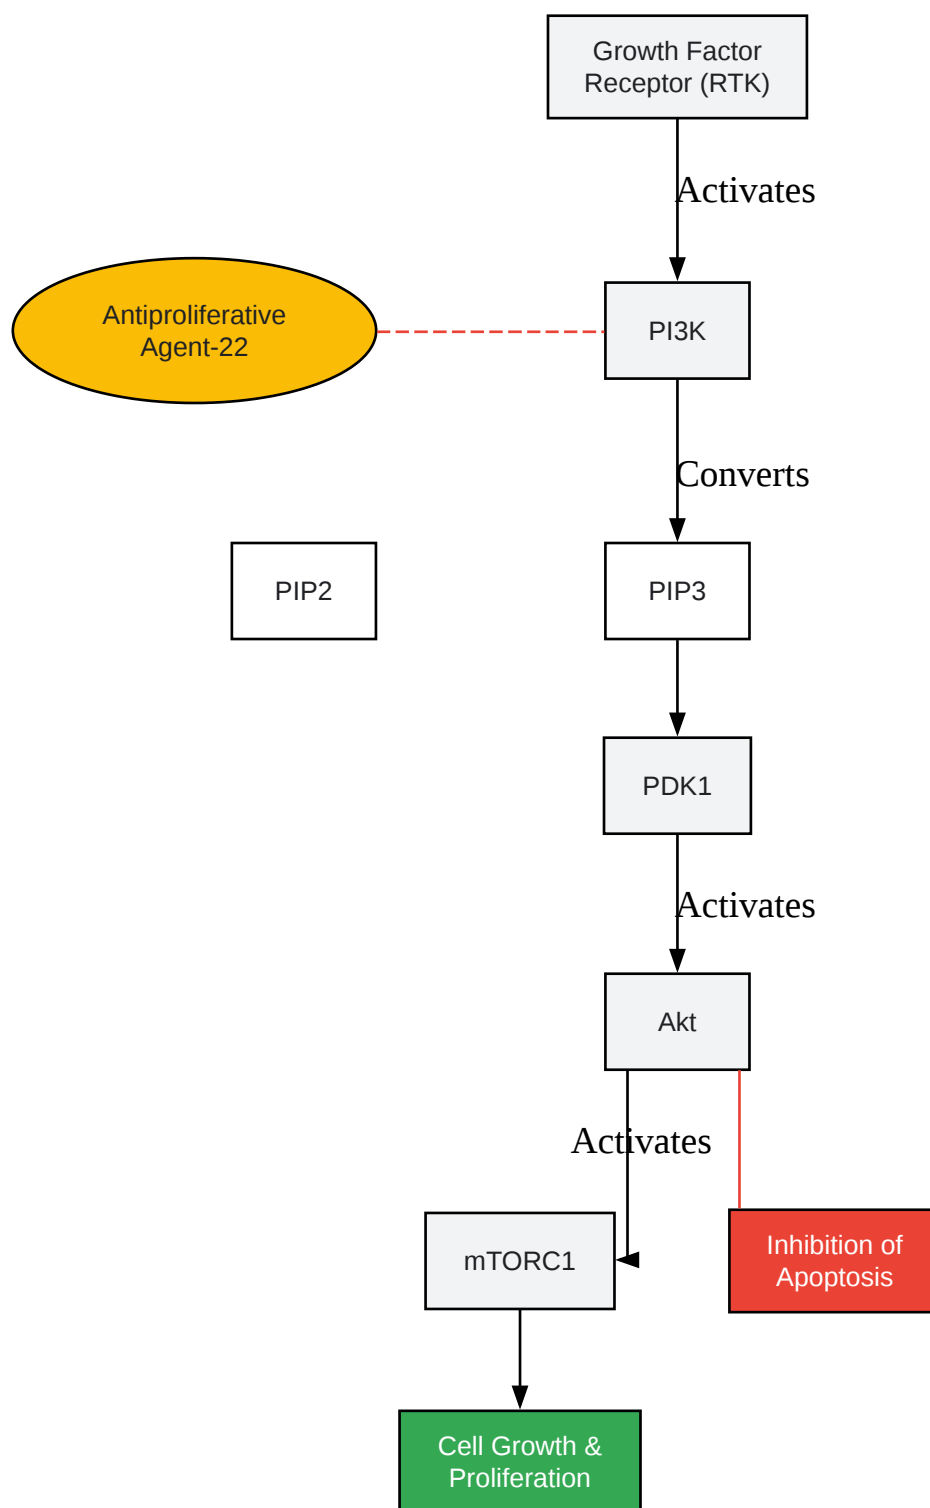 Growth Factor
Receptor (RTK)
Activates
Antiproliferative
Agent-22
PI3K
Converts
PIP2
PIP3
PDK1
Activates
Akt
Activates
mTORC1
Inhibition of
Apoptosis
Cell Growth &
Proliferation